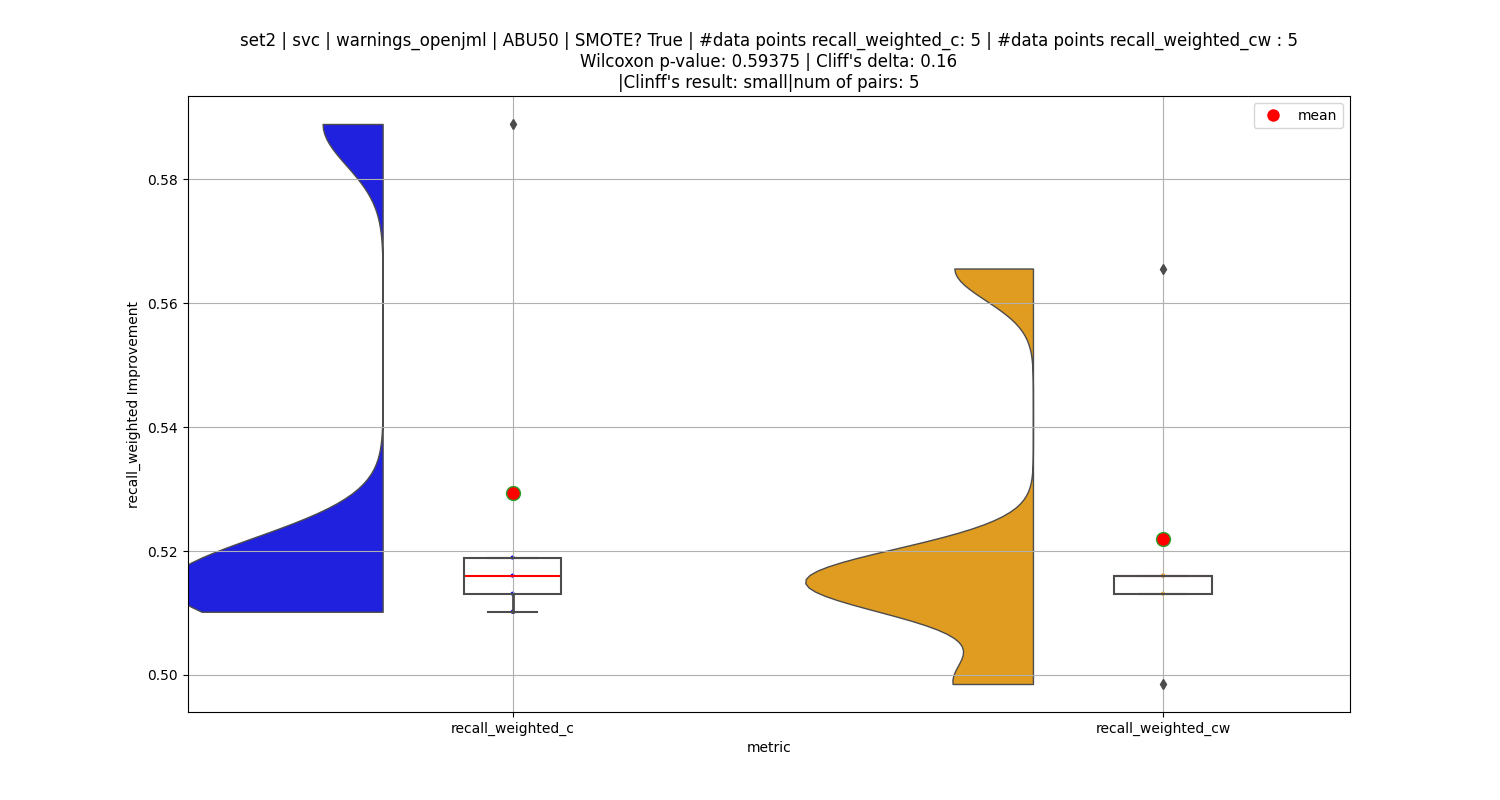 set2 | svc | warnings_openjml | ABU50 | SMOTE? True | #data points recall_weighted_c: 5 | #data points recall_weighted_cw : 5
Wilcoxon p-value: 0.59375 | Cliff's delta: 0.16
|Clinff's result: small|num of pairs: 5
mean
recall_weighted Improvement
0.58
0.56
0.54
0.52
0.50
recall_weighted_c
recall_weighted_cw
metric